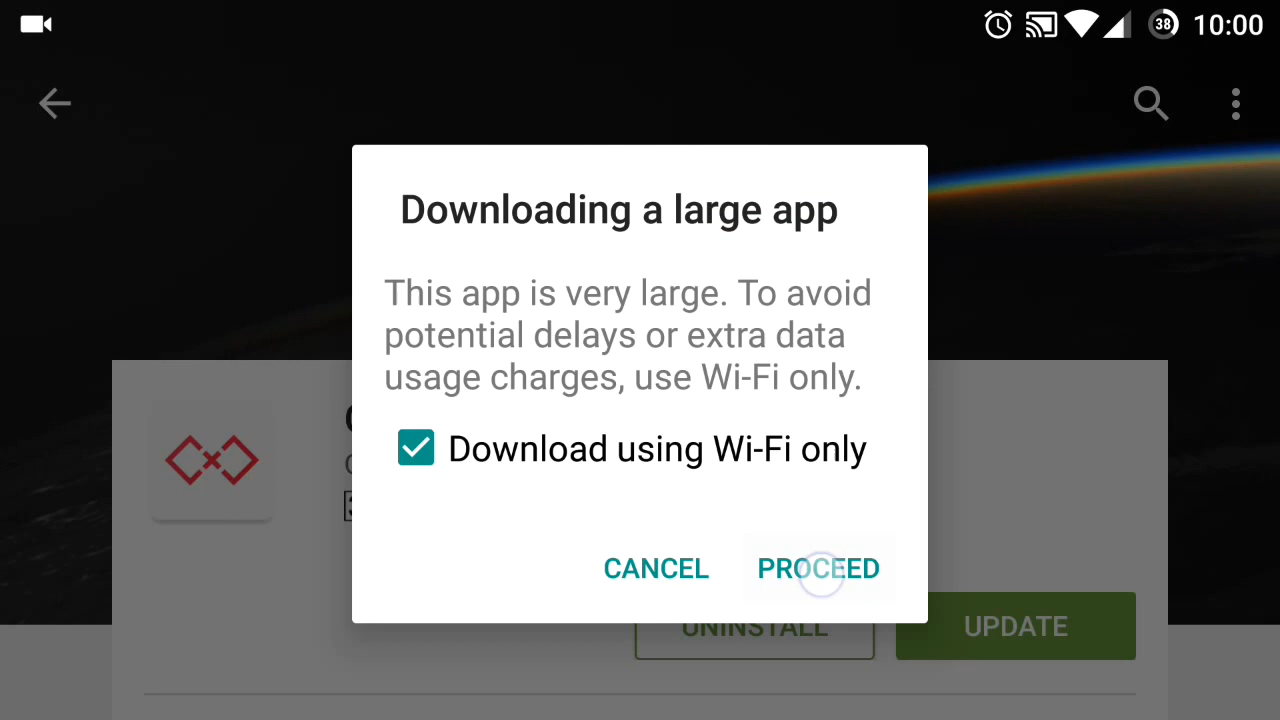 38 10:00
Downloading a large app
This app is very large. To avoid
potential delays or extra data
usage charges, use Wi-Fi only.
Download using Wi-Fi only
CANCEL PROCEED
UNINSTALL UPDATE